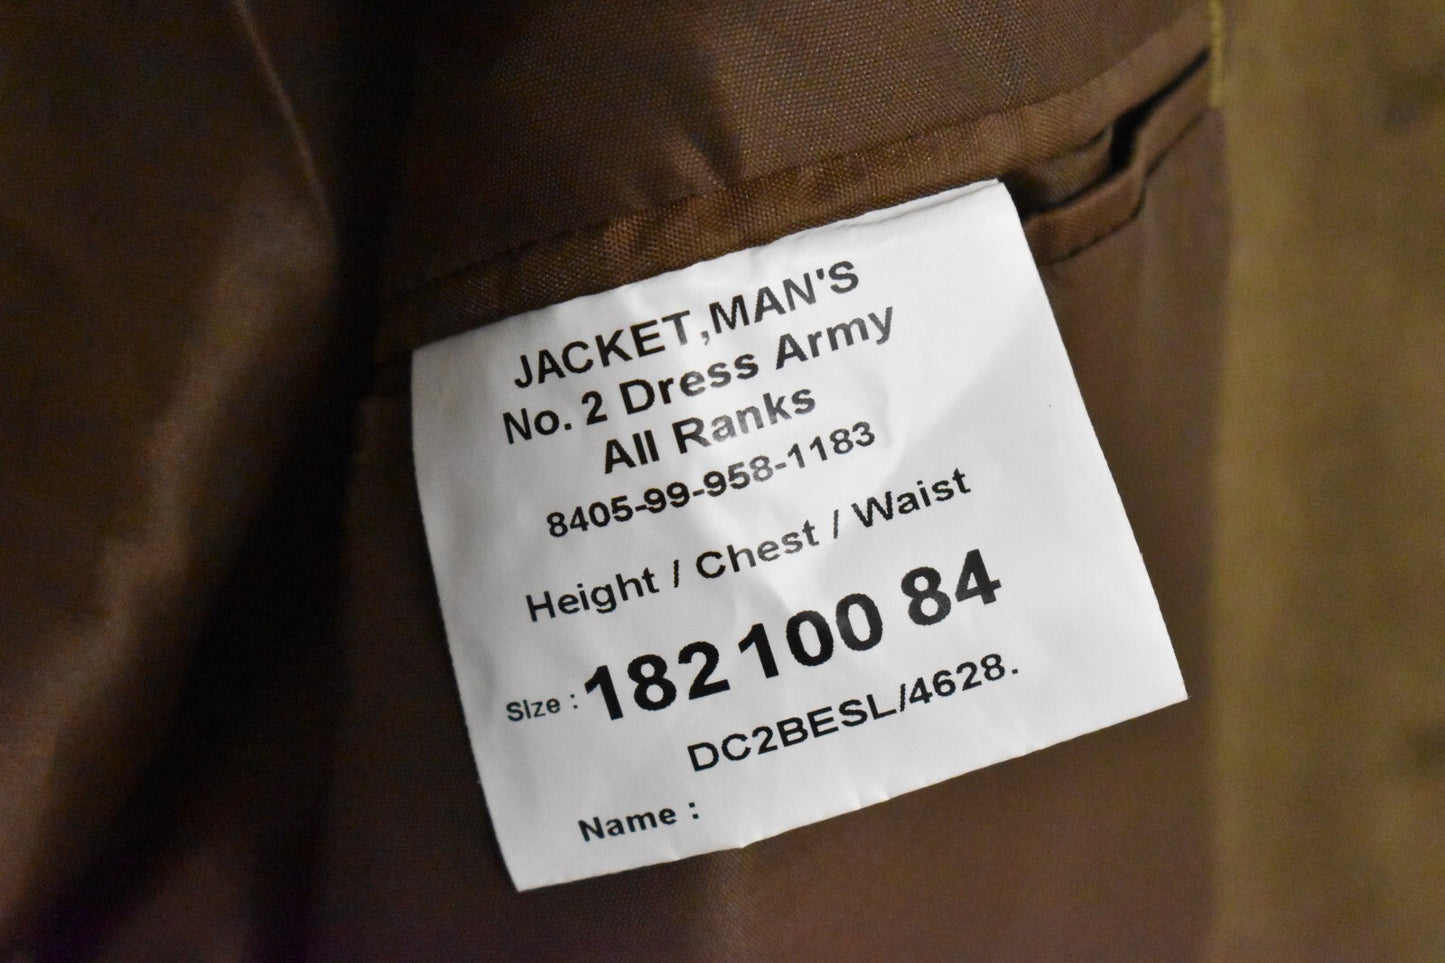 JACKET,MAN'S
No. 2 Dress Army
All Ranks
8405-99-958-1183
Height / Chest / Waist
Size : 182 100 84
DC2BESL/4628.
Name :